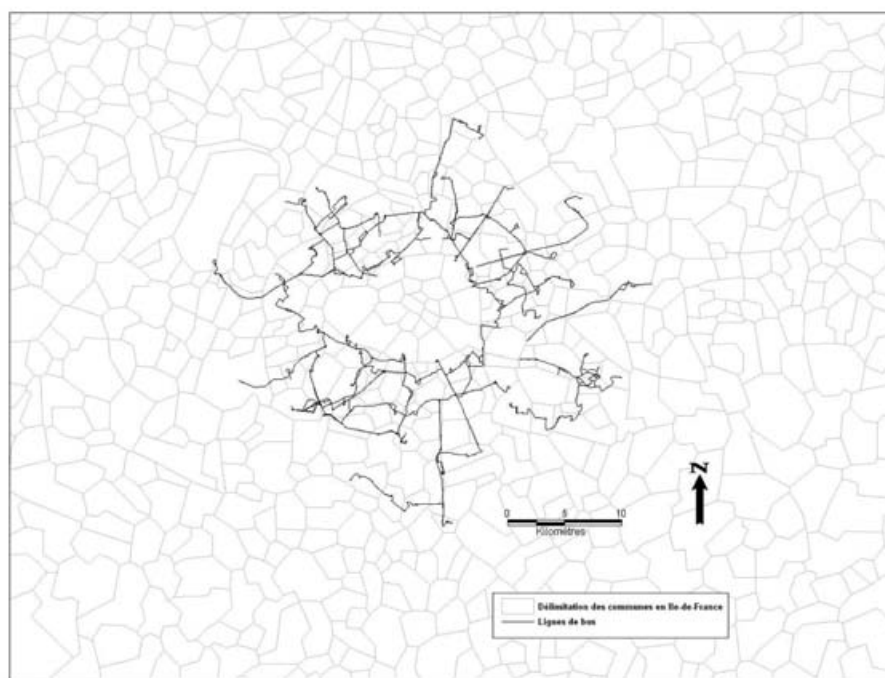 N
0 5 10
Kilomètres
Délimitation des communes en Ile-de-France
Lignes de bus